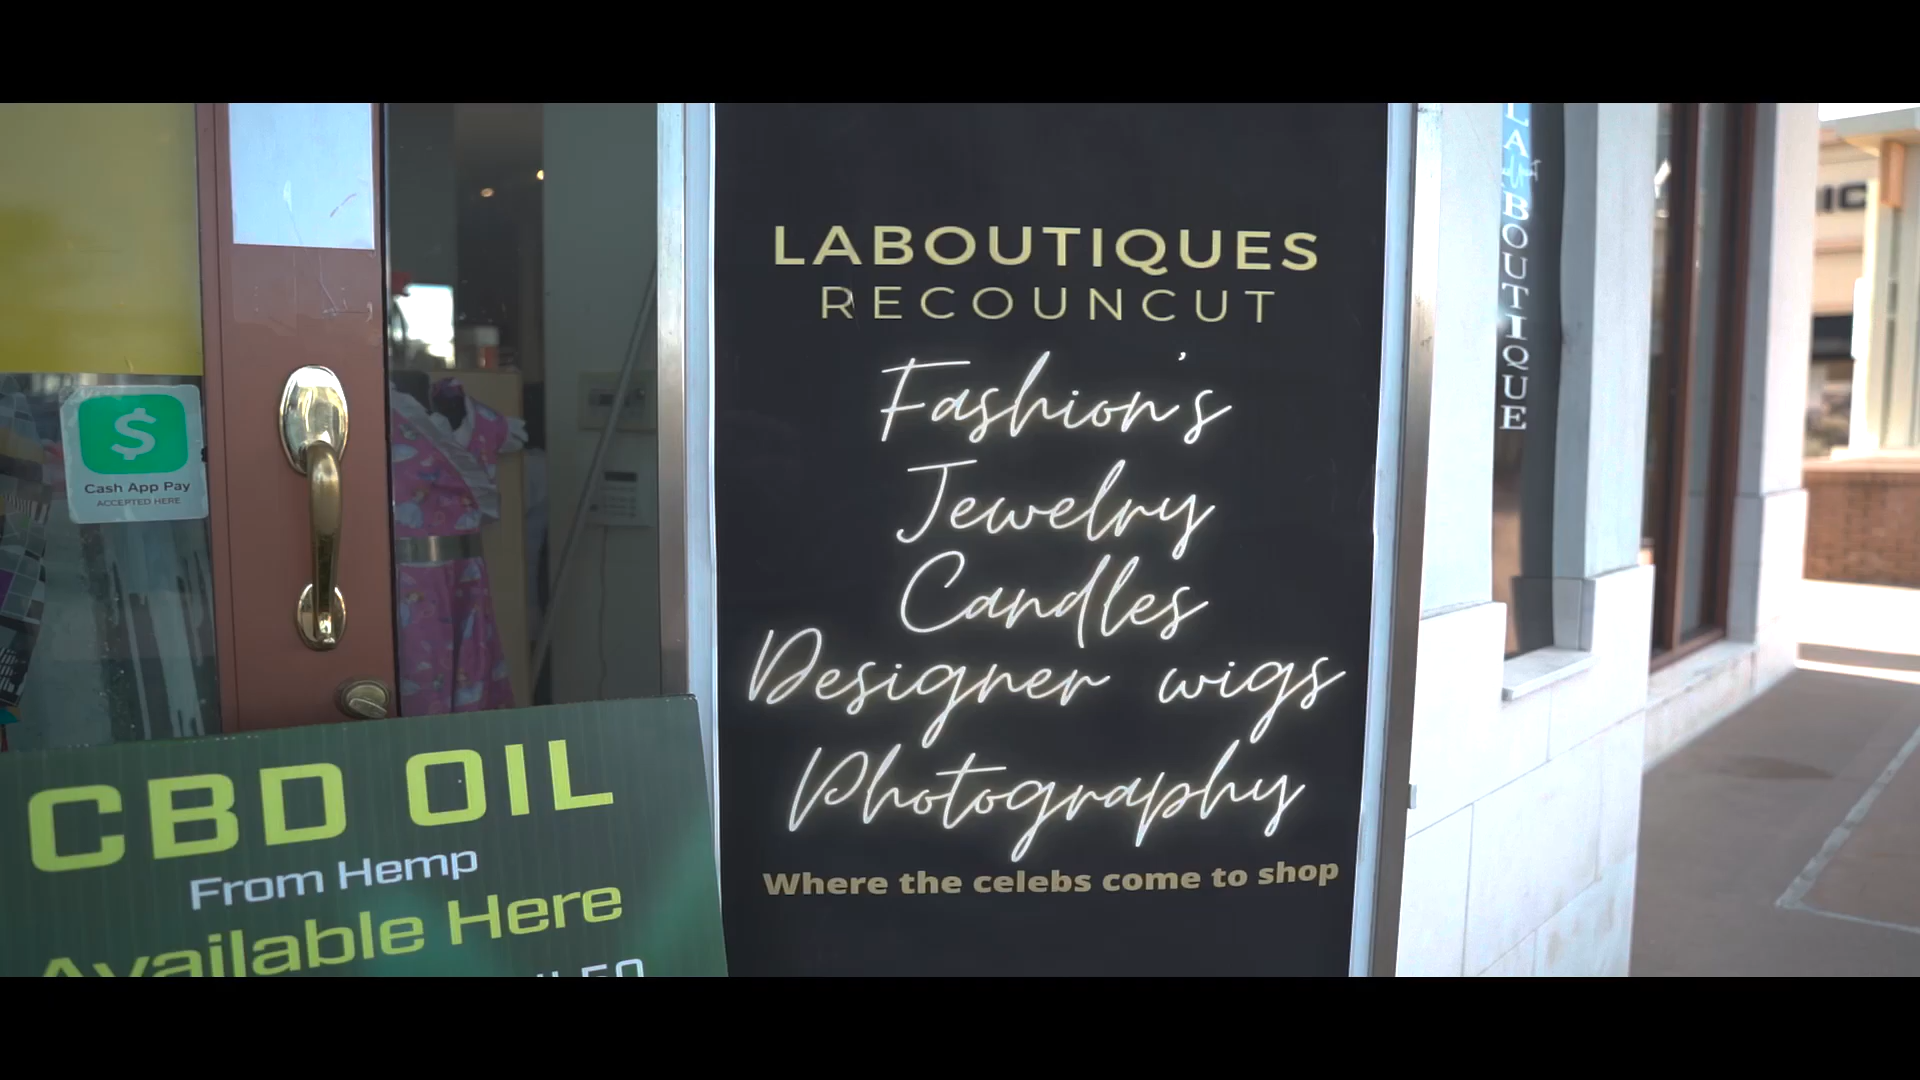 LABOUTIQUES
RECOUNCUT
Fashion's
Jewelry
Candles
Designer wigs
Photography
Where the celebs come to shop
Cash App Pay
ACCEPTED HERE
CBD OIL
From Hemp
Available Here
LA BOUTIQUE